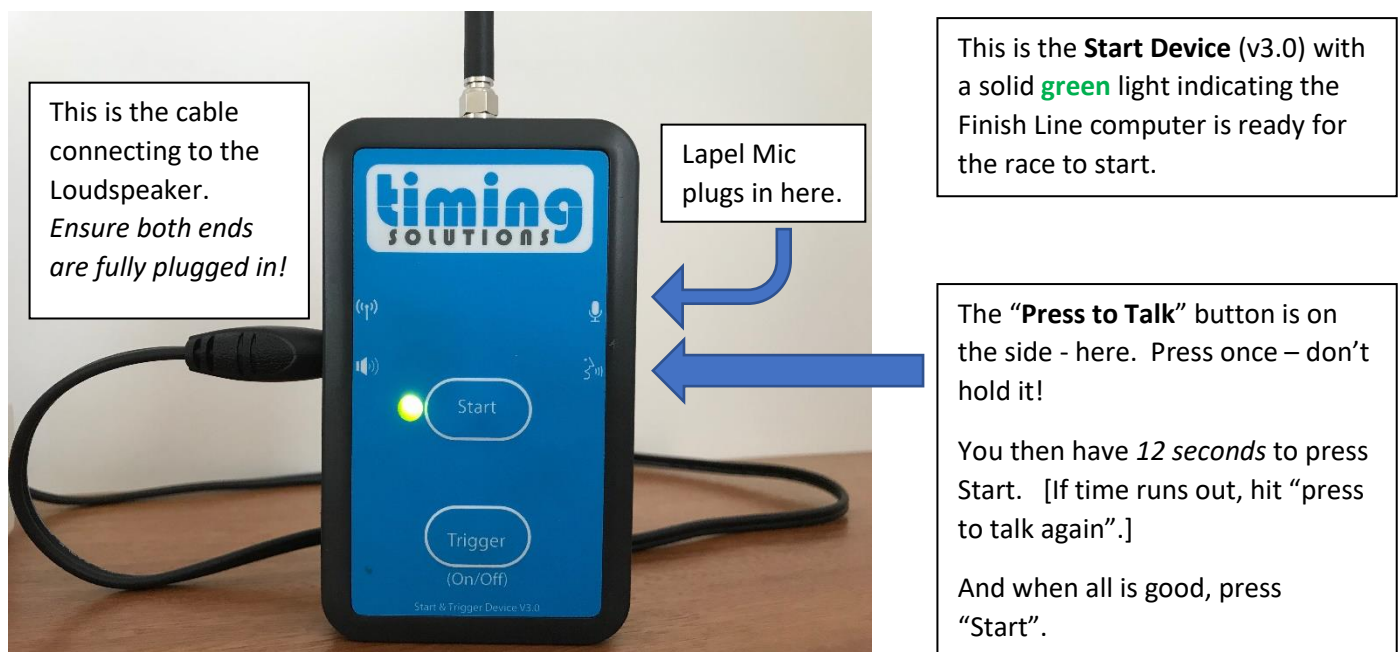 This is the cable
connecting to the
Loudspeaker.
Ensure both ends
are fully plugged in!
timing
SOLUTIONS
Start
Trigger
(On/Off)
Start & Trigger Device V3.0
Lapel Mic
plugs in here.
This is the Start Device (v3.0) with
a solid green light indicating the
Finish Line computer is ready for
the race to start.
The “Press to Talk” button is on
the side - here.  Press once – don’t
hold it!
You then have 12 seconds to press
Start.   [If time runs out, hit “press
to talk again”.]
And when all is good, press
“Start”.